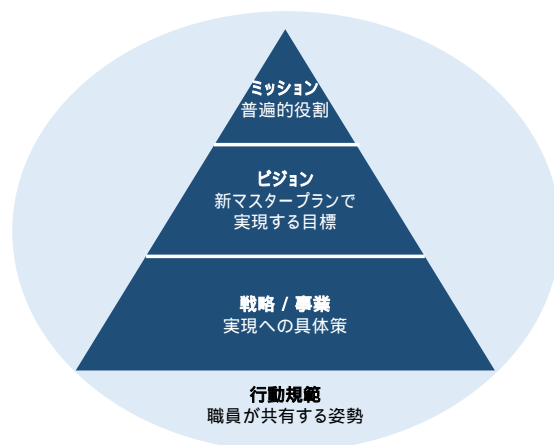 ミッション
普遍的役割
ビジョン
新マスタープランで
実現する目標
戦略 / 事業
実現への具体策
行動規範
職員が共有する姿勢